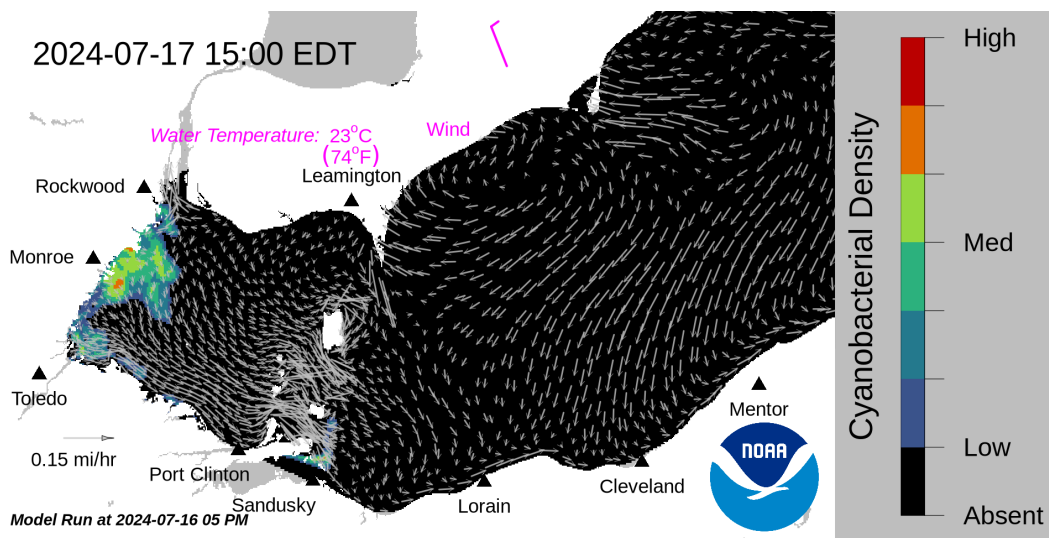 2024-07-17 15:00 EDT
Water Temperature: 23°C
(74°F)
Wind
Leamington
Rockwood
Monroe
Toledo
0.15 mi/hr
Port Clinton
Sandusky
Lorain
Cleveland
Mentor
NOAA
Model Run at 2024-07-16 05 PM
Cyanobacterial Density
High
Med
Low
Absent